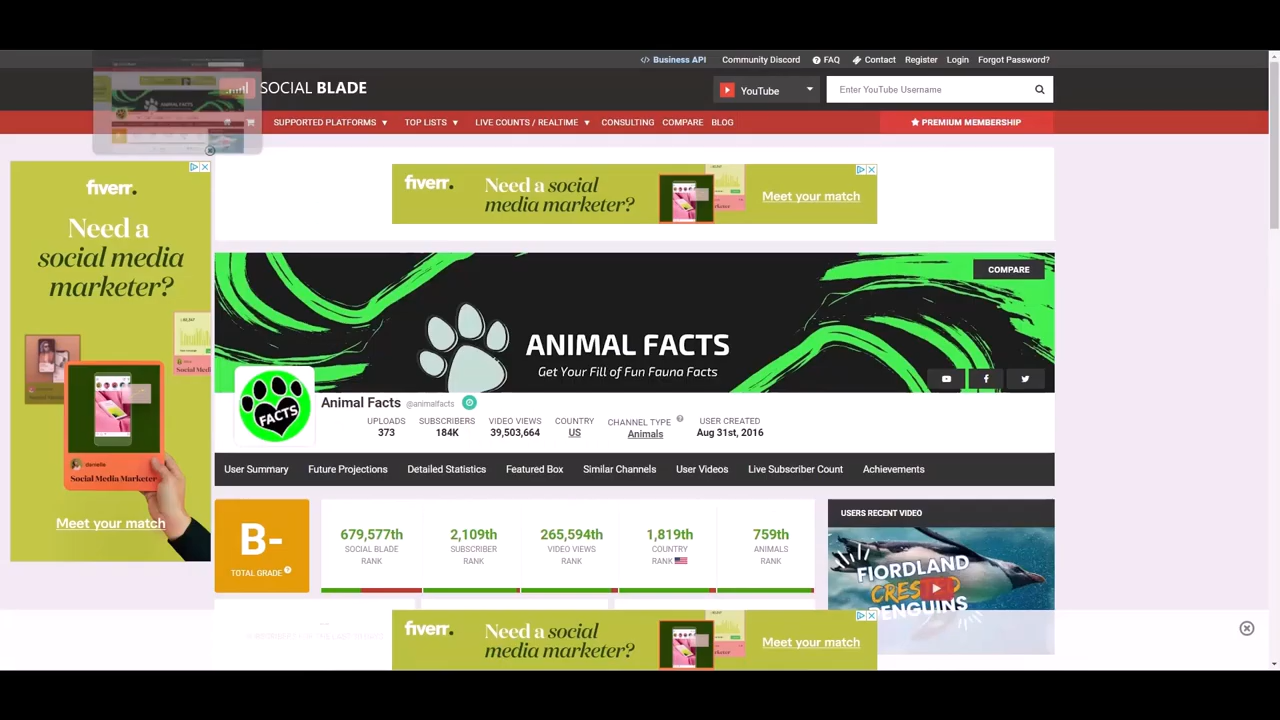 Business API Community Discord FAQ Contact Register Login Forgot Password?
SOCIAL BLADE
YouTube
Enter YouTube Username
SUPPORTED PLATFORMS TOP LISTS LIVE COUNTS / REALTIME CONSULTING COMPARE BLOG
PREMIUM MEMBERSHIP
fiverr.
Need a
social media
marketer?
danielle
Social Media Marketer
Meet your match
fiverr.
Need a social
media marketer?
Meet your match
COMPARE
ANIMAL FACTS
Get Your Fill of Fun Fauna Facts
FACTS
Animal Facts @animalfacts
UPLOADS SUBSCRIBERS VIDEO VIEWS COUNTRY CHANNEL TYPE USER CREATED
373 184K 39,503,664 US Animals Aug 31st, 2016
User Summary Future Projections Detailed Statistics Featured Box Similar Channels User Videos Live Subscriber Count Achievements
B-
TOTAL GRADE
679,577th 2,109th 265,594th 1,819th 759th
SOCIAL BLADE SUBSCRIBER VIDEO VIEWS COUNTRY ANIMALS
RANK RANK RANK RANK RANK
USERS RECENT VIDEO
FIORDLAND
CRESTED
PENGUINS
fiverr.
Need a social
media marketer?
Meet your match